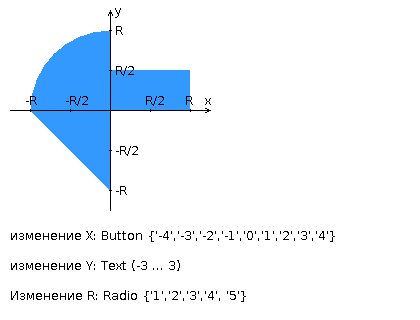 y
R
R/2
-R -R/2 R/2 R x
-R/2
-R
изменение X: Button {'-4','-3','-2','-1','0','1','2','3','4'}
изменение Y: Text (-3 ... 3)
Изменение R: Radio {'1','2','3','4', '5'}